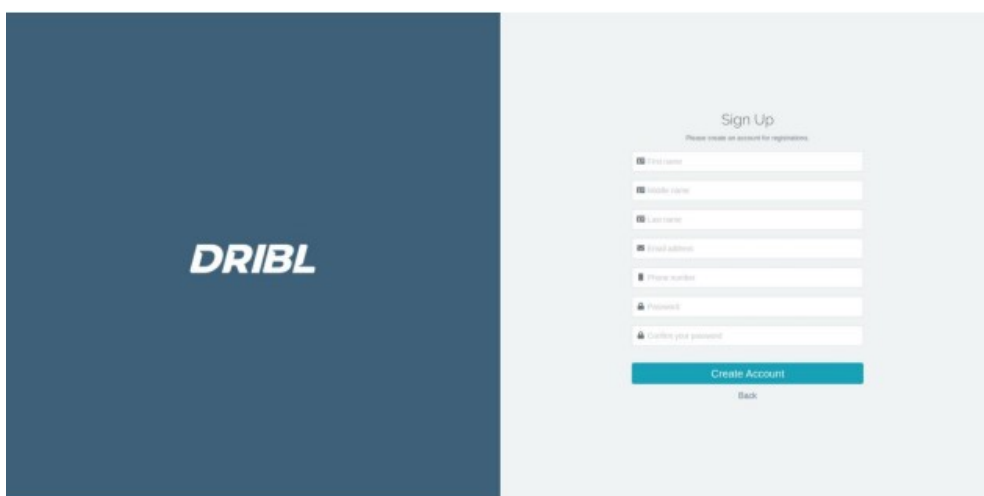 DRIBL
Sign Up
Please create an account for registrations.
First name
Middle name
Last name
Email address
Phone number
Password
Confirm your password
Create Account
Back